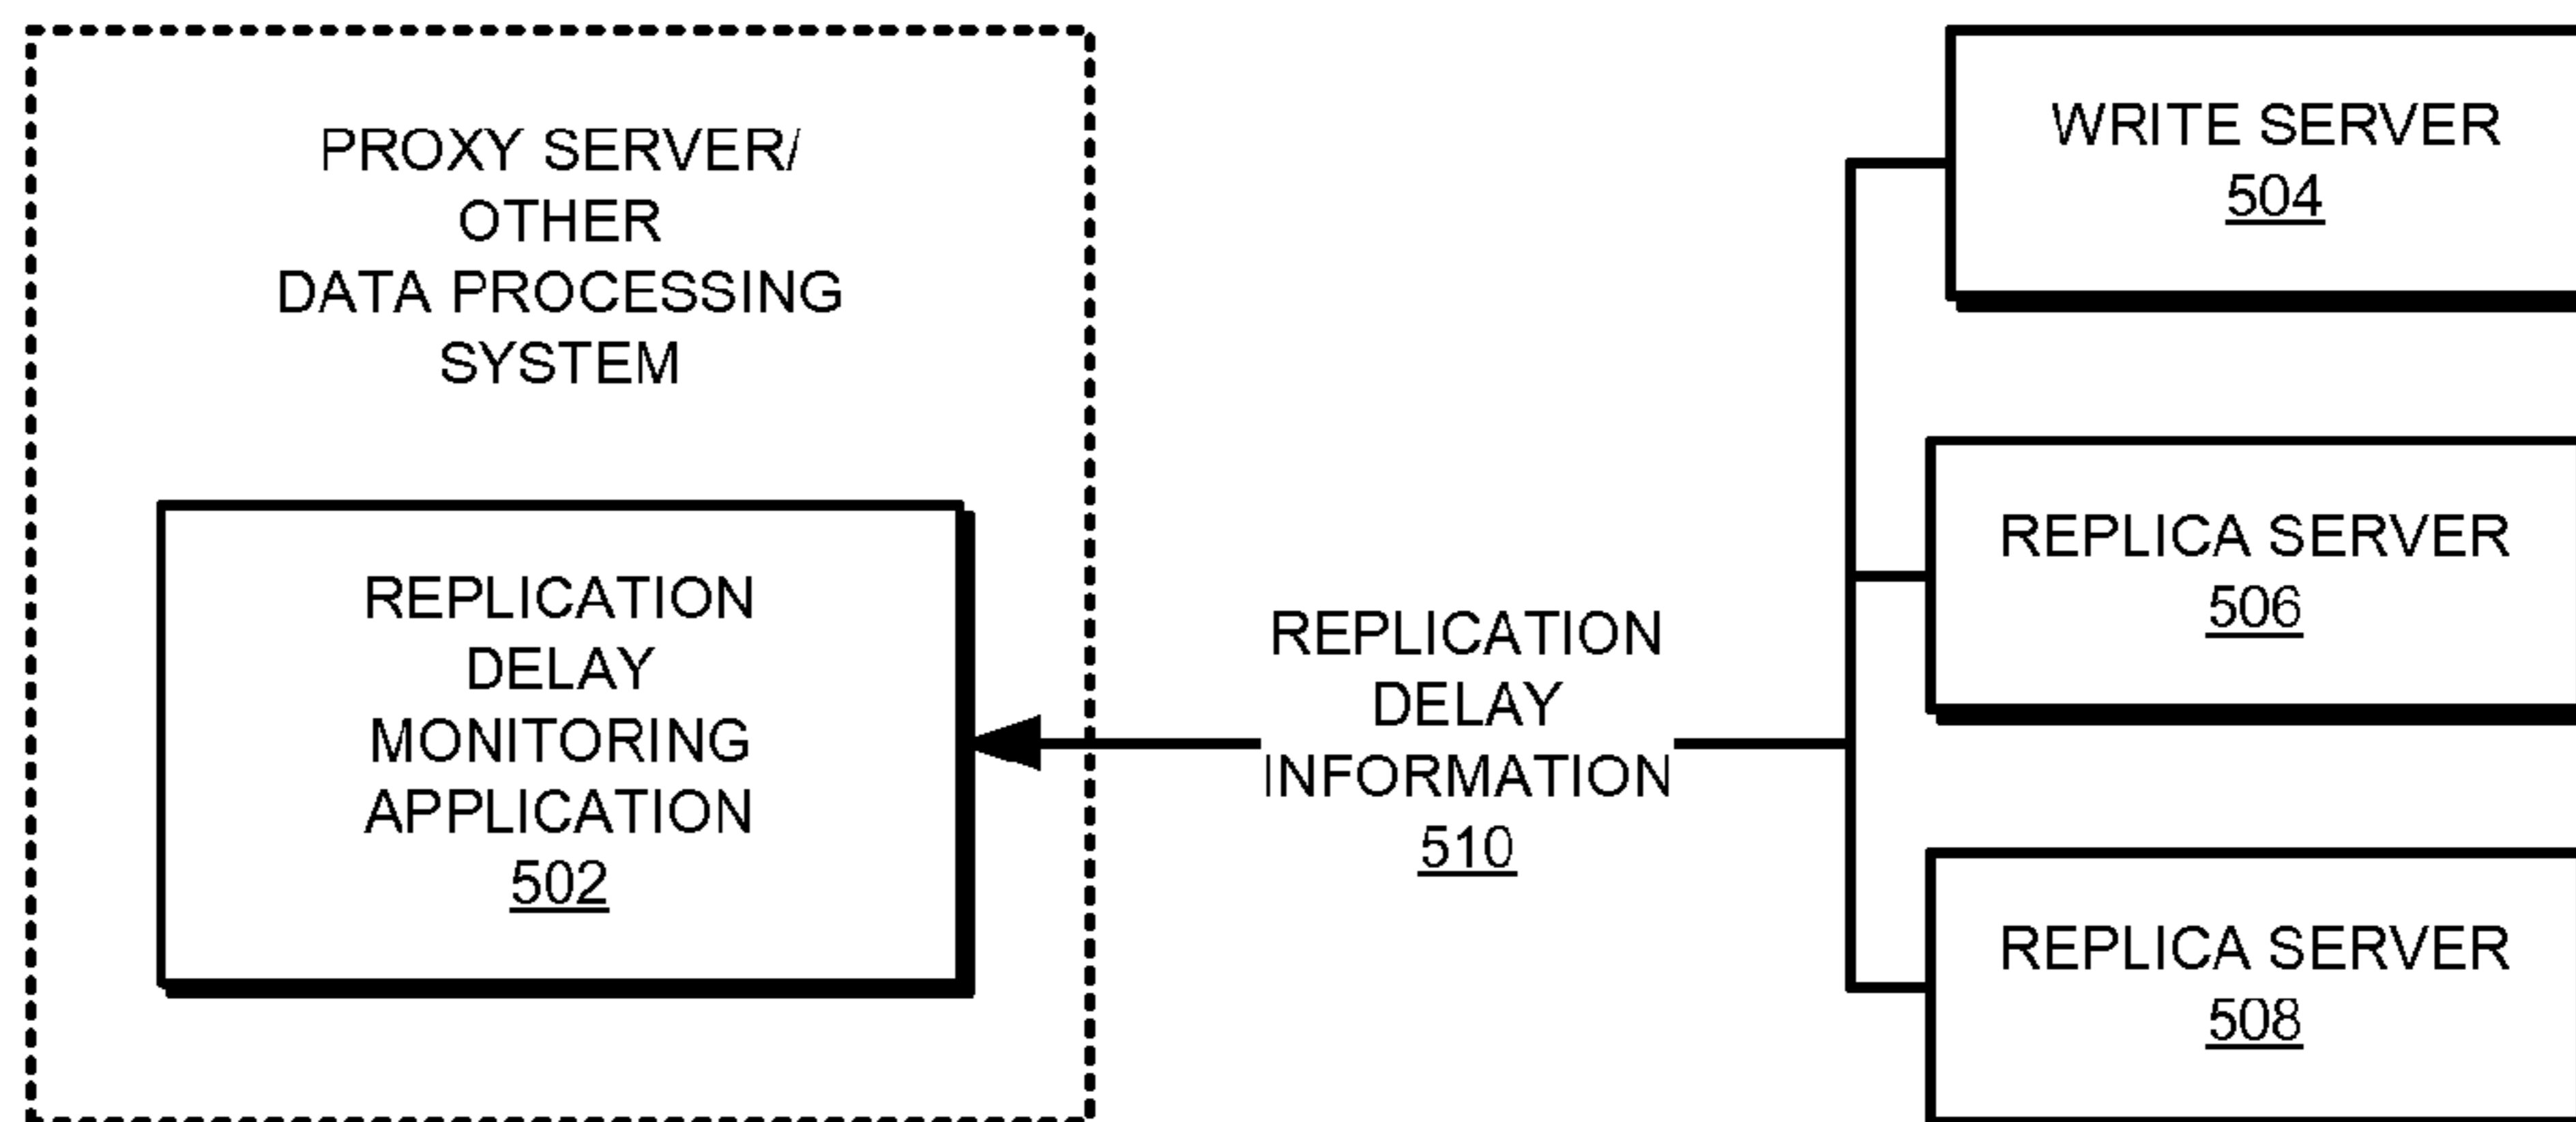 PROXY SERVER/
OTHER
DATA PROCESSING
SYSTEM
REPLICATION
DELAY
MONITORING
APPLICATION
502
REPLICATION
DELAY
INFORMATION
510
WRITE SERVER
504
REPLICA SERVER
506
REPLICA SERVER
508